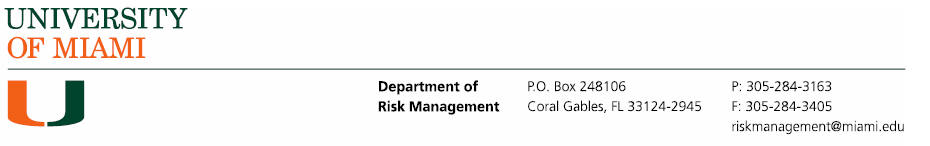 UNIVERSITY
OF MIAMI
Department of P.O. Box 248106 P: 305-284-3163
Risk Management Coral Gables, FL 33124-2945 F: 305-284-3405
riskmanagement@miami.edu